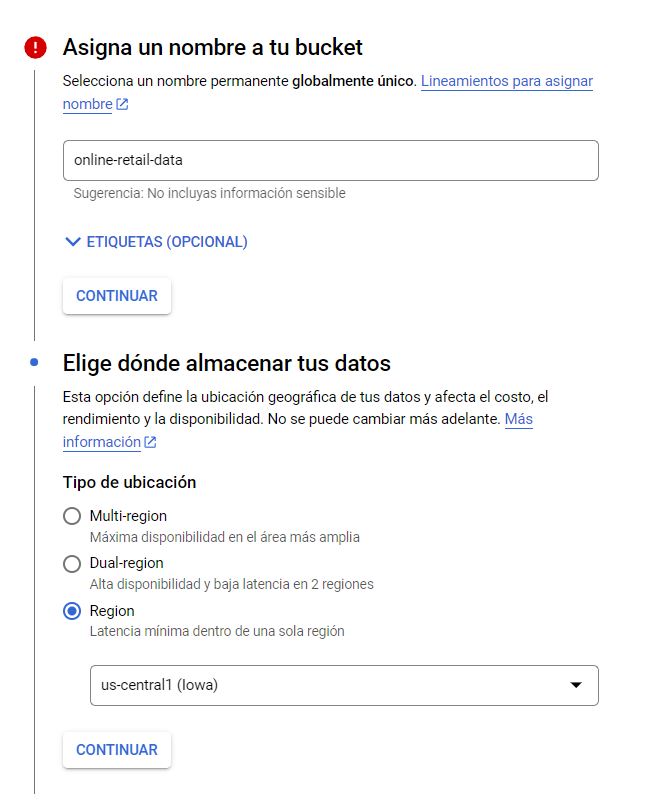 Asigna un nombre a tu bucket
Selecciona un nombre permanente globalmente único. Lineamientos para asignar
nombre
online-retail-data
Sugerencia: No incluyas información sensible
ETIQUETAS (OPCIONAL)
CONTINUAR
Elige dónde almacenar tus datos
Esta opción define la ubicación geográfica de tus datos y afecta el costo, el
rendimiento y la disponibilidad. No se puede cambiar más adelante. Más
información
Tipo de ubicación
Multi-region
Máxima disponibilidad en el área más amplia
Dual-region
Alta disponibilidad y baja latencia en 2 regiones
Region
Latencia mínima dentro de una sola región
us-central1 (Iowa)
CONTINUAR